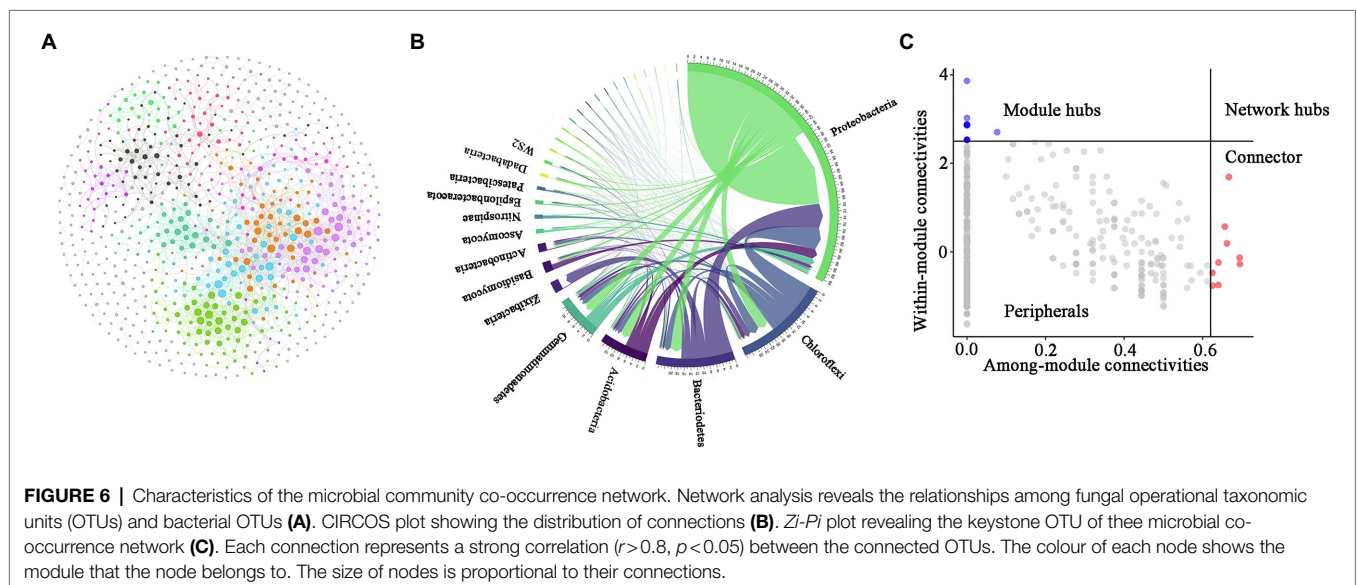 A
B
C
Proteobacteria
WS2
Dadabacteria
Patescibacteria
Espilonbacteraeota
Nitrospinae
Ascomycota
Actinobacteria
Basidiomycota
Zixibacteria
Gemmatimonadetes
Acidobacteria
Bacteriodetes
Chloroflexi
4
2
0
Within-module connectivities
Module hubs
Network hubs
Connector
Peripherals
0.0 0.2 0.4 0.6
Among-module connectivities
FIGURE 6 | Characteristics of the microbial community co-occurrence network. Network analysis reveals the relationships among fungal operational taxonomic
units (OTUs) and bacterial OTUs (A). CIRCOS plot showing the distribution of connections (B). Zi-Pi plot revealing the keystone OTU of thee microbial co-
occurrence network (C). Each connection represents a strong correlation (r>0.8, p<0.05) between the connected OTUs. The colour of each node shows the
module that the node belongs to. The size of nodes is proportional to their connections.